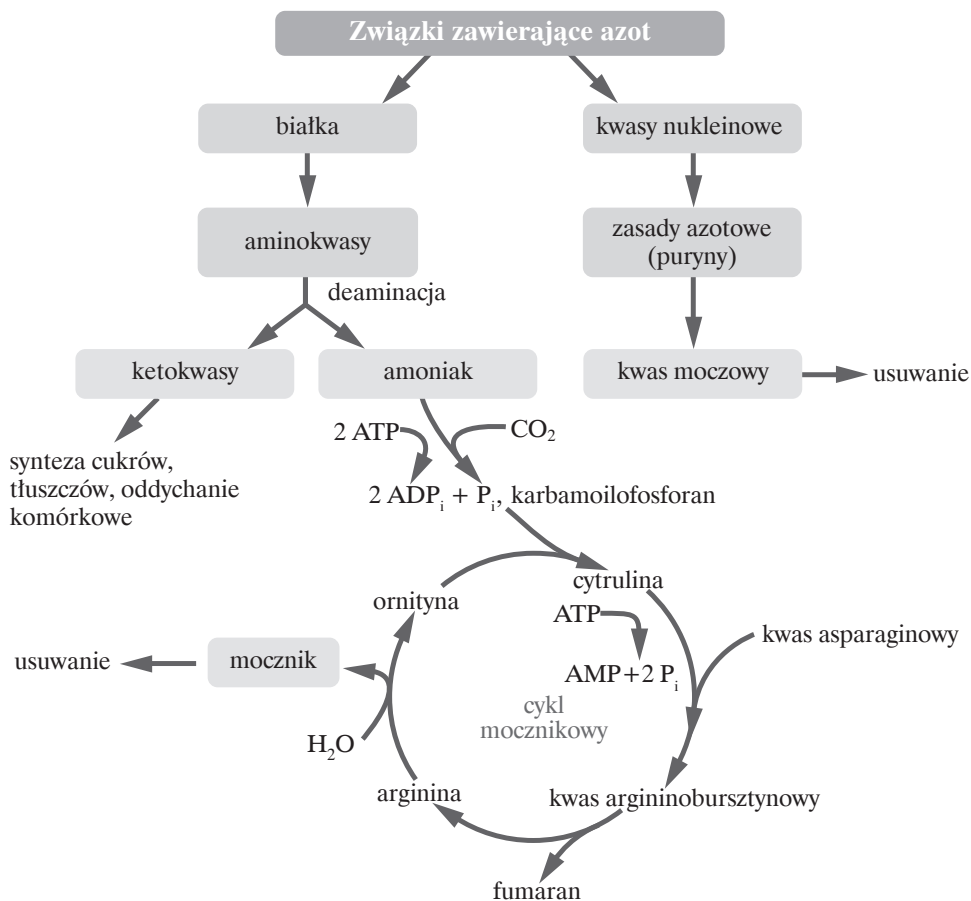 Związki zawierające azot
białka
kwasy nukleinowe
aminokwasy
zasady azotowe
(puryny)
deaminacja
ketokwasy
amoniak
kwas moczowy
usuwanie
2 ATP
CO₂
synteza cukrów,
tłuszczów, oddychanie
komórkowe
2 ADPᵢ + Pᵢ, karbamoilofosforan
cytrulina
ornityna
ATP
kwas asparaginowy
usuwanie
mocznik
AMP+2 Pᵢ
cykl
mocznikowy
H₂O
arginina
kwas argininobursztynowy
fumaran